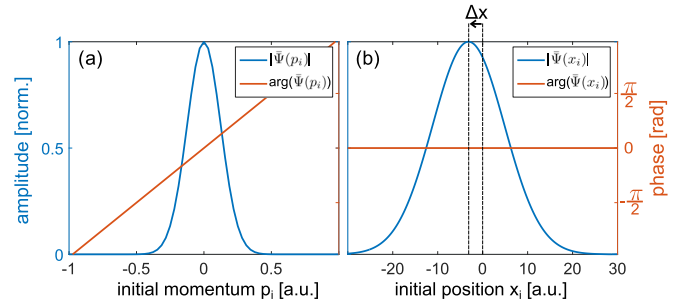 Δx
(a)
|Ψ̃(pᵢ)|
arg(Ψ̃(pᵢ))
(b)
|Ψ̃(xᵢ)|
arg(Ψ̃(xᵢ))
amplitude [norm.]
1
0.5
0
-1
-0.5
0
0.5
initial momentum pᵢ [a.u.]
-20
-10
0
10
20
30
initial position xᵢ [a.u.]
π/2
0
-π/2
phase [rad]